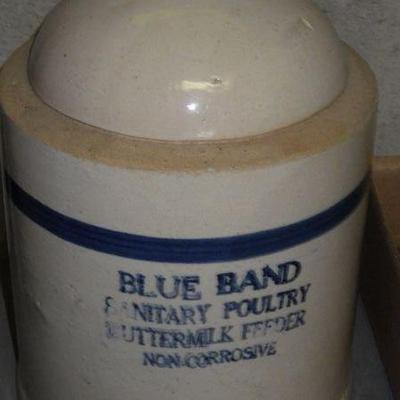 BLUE BAND
SANITARY POULTRY
BUTTERMILK FEEDER
NON-CORROSIVE